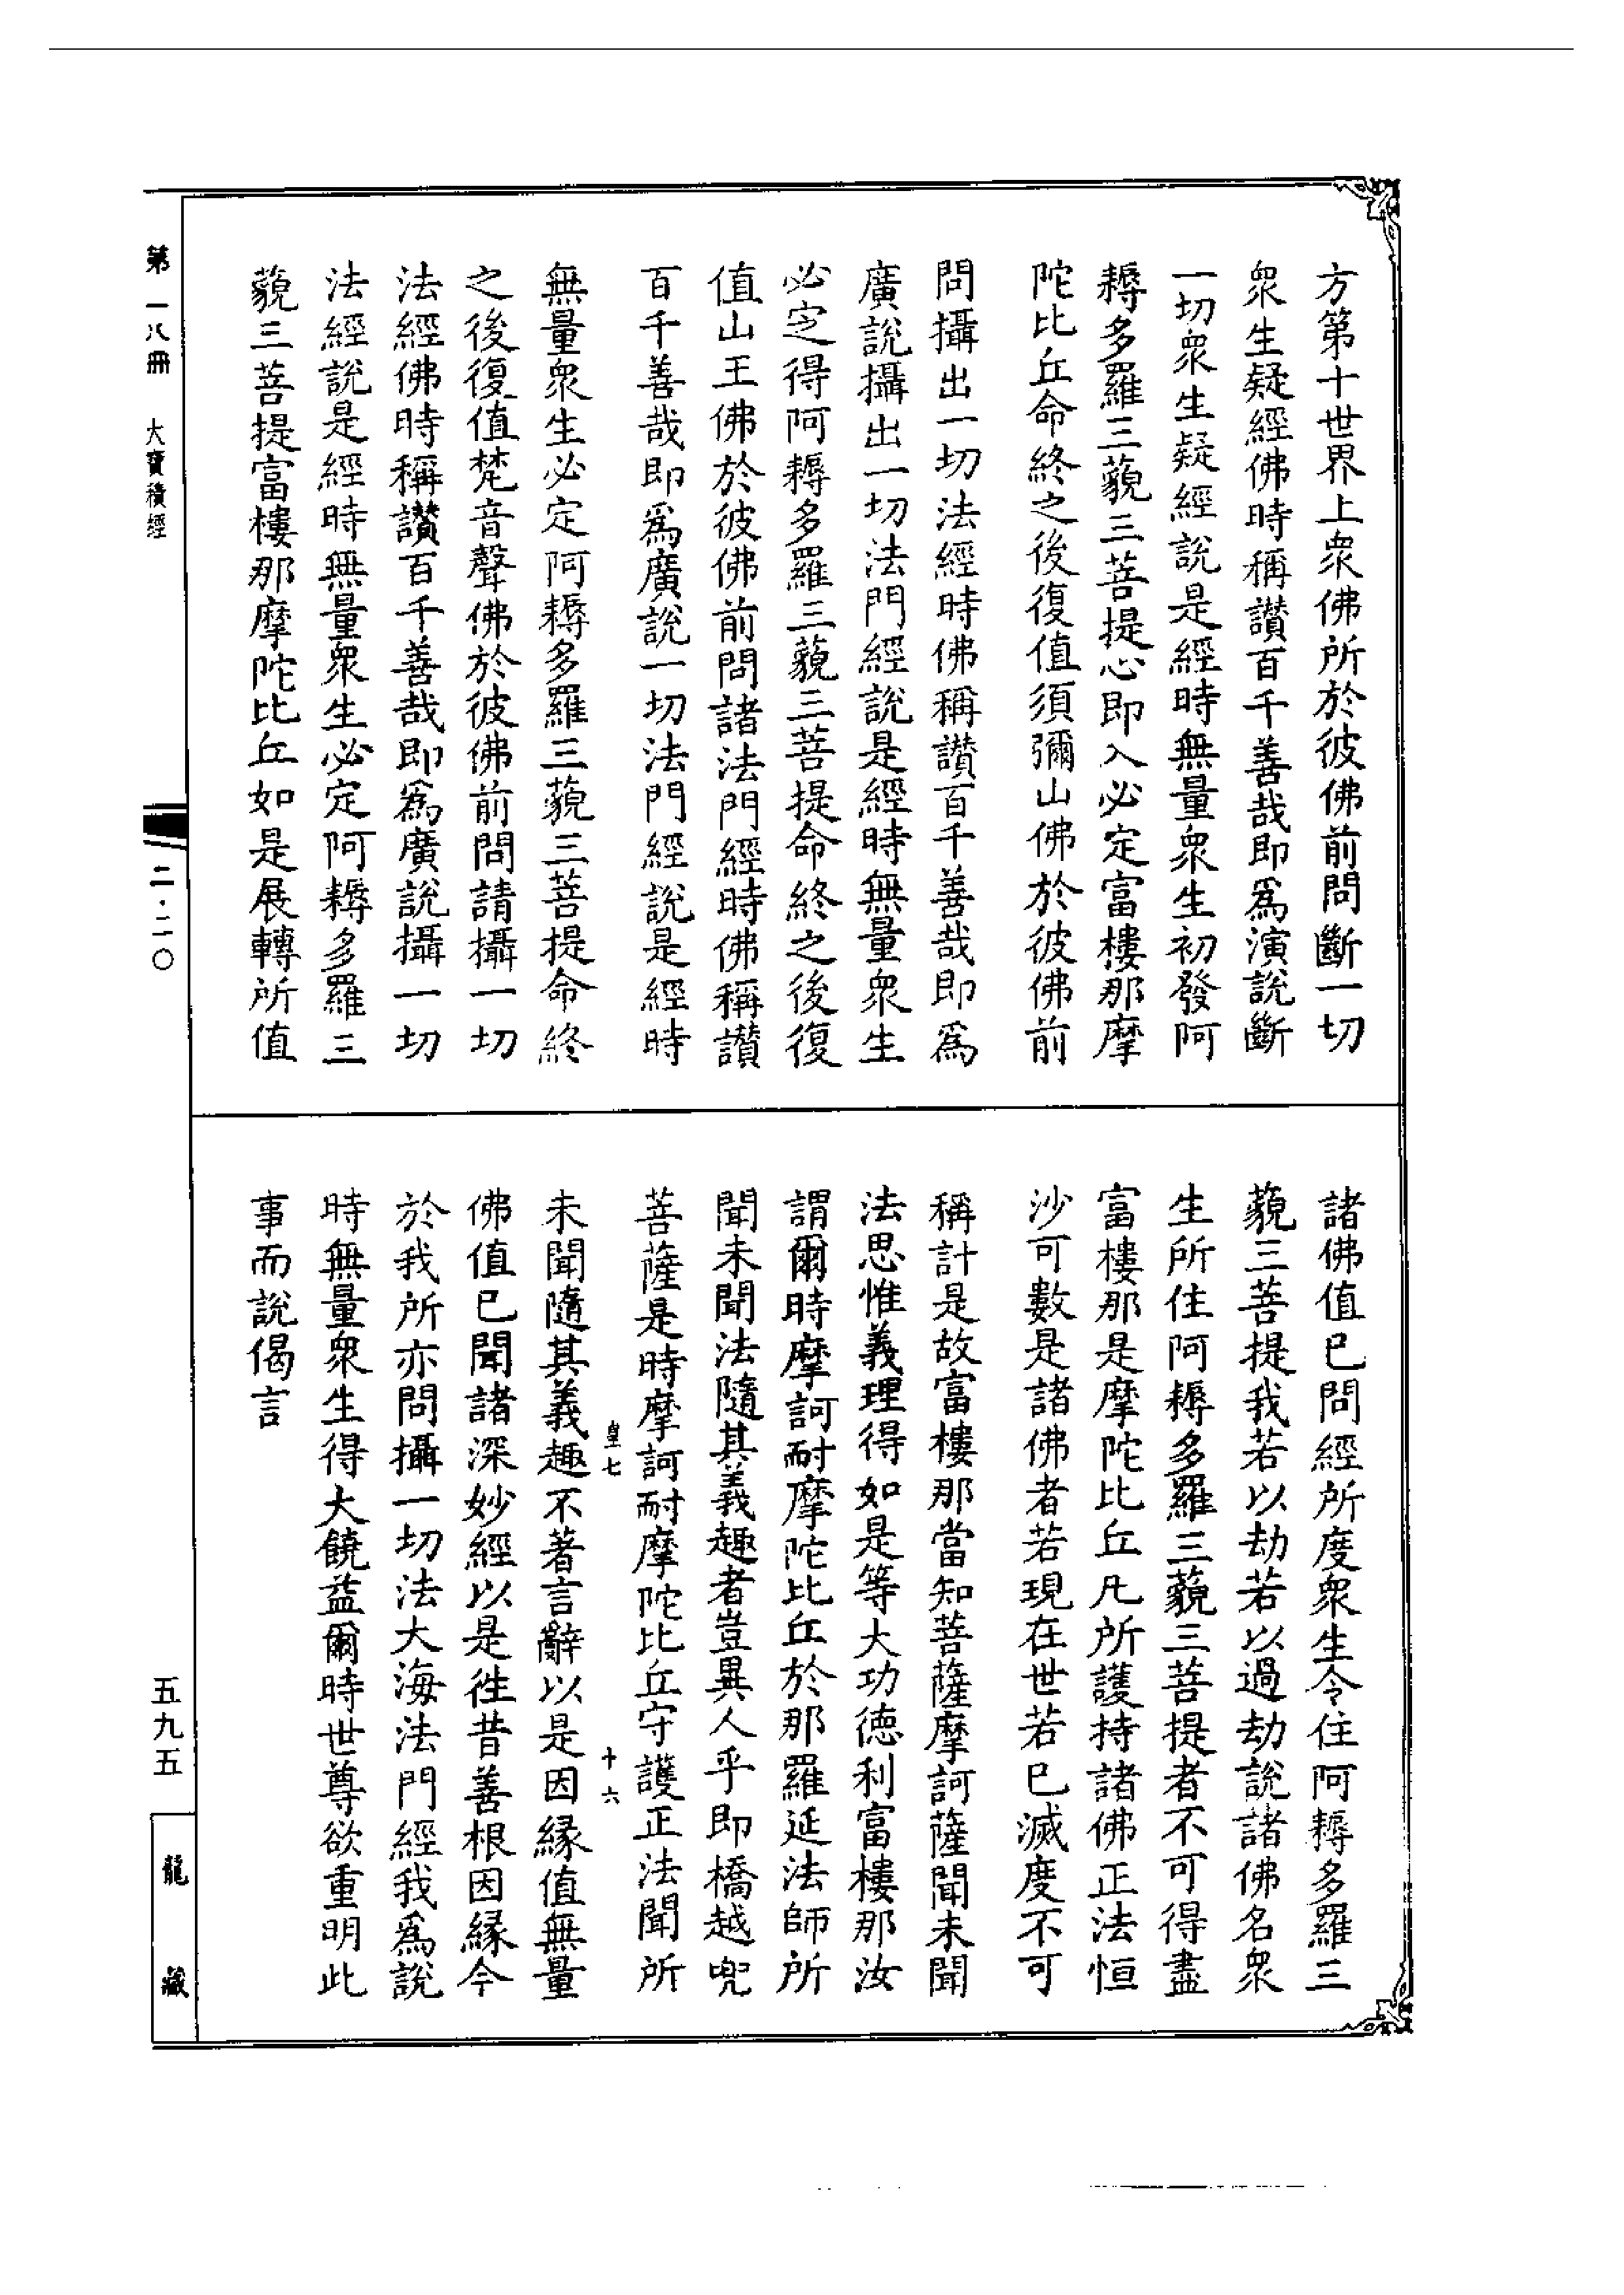 方第十世界上衆佛所於彼佛前問斷一切
衆生疑經佛時稱讃百千善哉即爲演說斷
一切衆生疑經說是經時無量衆生初發阿
耨多羅三藐三菩提心即入必定富樓那摩
陀比丘命終之後復值須彌山佛於彼佛前
問攝出一切法經時佛稱讃百千善哉即爲
廣說攝出一切法門經說是經時無量衆生
必定得阿耨多羅三藐三菩提命終之後復
值山王佛於彼佛前問諸法門經時佛稱讃
百千善哉即爲廣說一切法門經說是經時
無量衆生必定阿耨多羅三藐三菩提命終
之後復值梵音聲佛於彼佛前問請攝一切
法經佛時稱讃百千善哉即爲廣說攝一切
法經說是經時無量衆生必定阿耨多羅三
藐三菩提富樓那摩陀比丘如是展轉所值
諸佛值已問經所度衆生令住阿耨多羅三
藐三菩提我若以劫若以過劫說諸佛名衆
生所住阿耨多羅三藐三菩提者不可得盡
富樓那是摩陀比丘凡所護持諸佛正法恒
沙可數是諸佛者若現在世若已滅度不可
稱計是故富樓那當知菩薩摩訶薩聞未聞
法思惟義理得如是等大功德利富樓那汝
謂爾時摩訶耐摩陀比丘於那羅延法師所
聞未聞法隨其義趣者豈異人乎即橋越兜
菩薩是時摩訶耐摩陀比丘守護正法聞所
皇七 十六
未聞隨其義趣不著言辭以是因緣值無量
佛值已聞諸深妙經以是徃昔善根因緣今
於我所亦問攝一切法大海法門經我爲說
時無量衆生得大饒益爾時世尊欲重明此
事而說偈言
第一八冊 大寶積經
二·二〇
五九五
龍藏